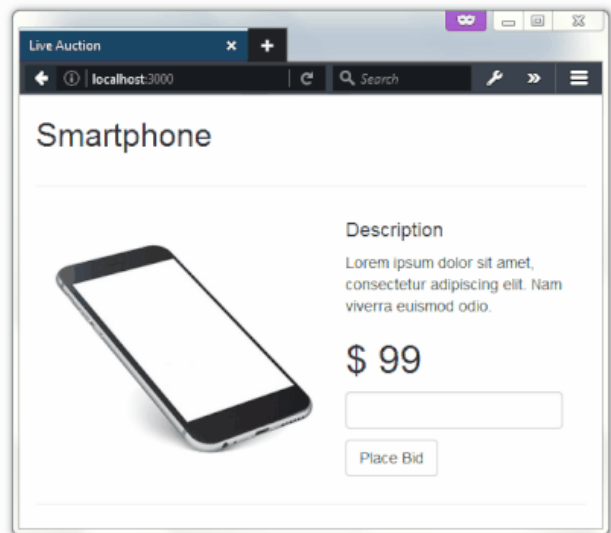 Live Auction
localhost:3000
Search
Smartphone
Description
Lorem ipsum dolor sit amet,
consectetur adipiscing elit. Nam
viverra euismod odio.
$ 99
Place Bid